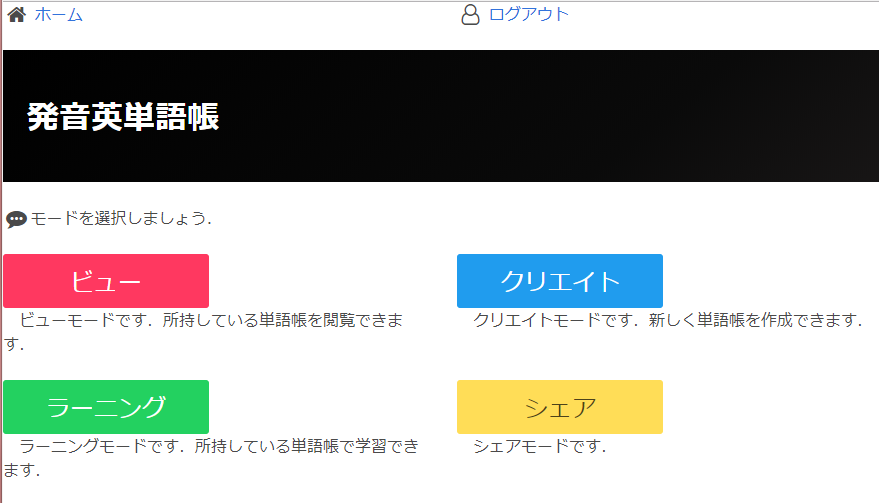 ホーム
ログアウト
発音英単語帳
モードを選択しましょう．
ビュー
ビューモードです．所持している単語帳を閲覧できま
す．
クリエイト
クリエイトモードです．新しく単語帳を作成できます．
ラーニング
ラーニングモードです．所持している単語帳で学習でき
ます．
シェア
シェアモードです．